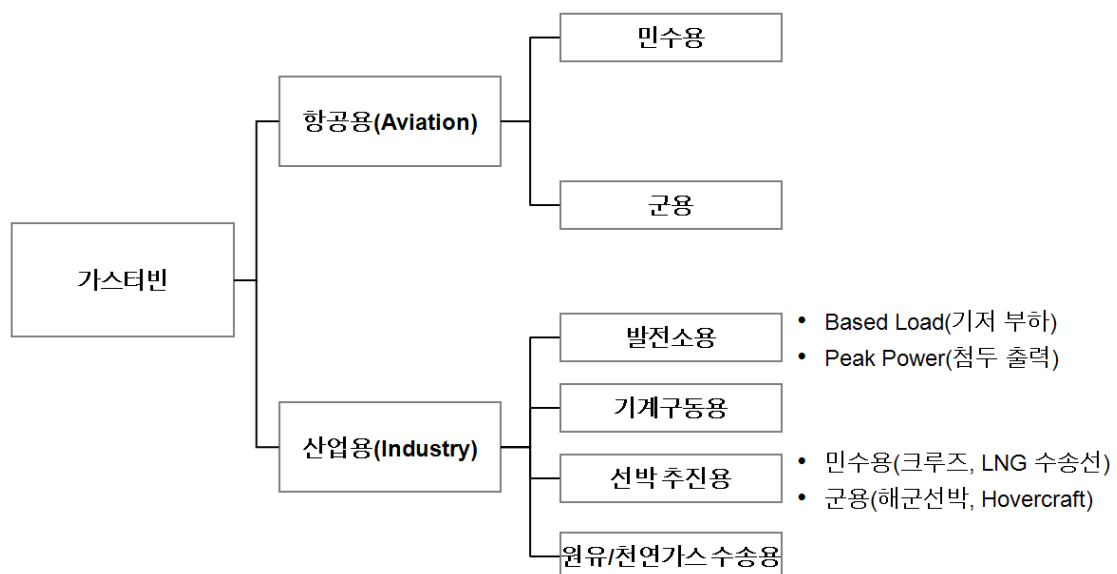 가스터빈
항공용(Aviation)
민수용
군용
산업용(Industry)
발전소용
• Based Load(기저 부하)
• Peak Power(첨두 출력)
기계구동용
선박 추진용
• 민수용(크루즈, LNG 수송선)
• 군용(해군선박, Hovercraft)
원유/천연가스 수송용